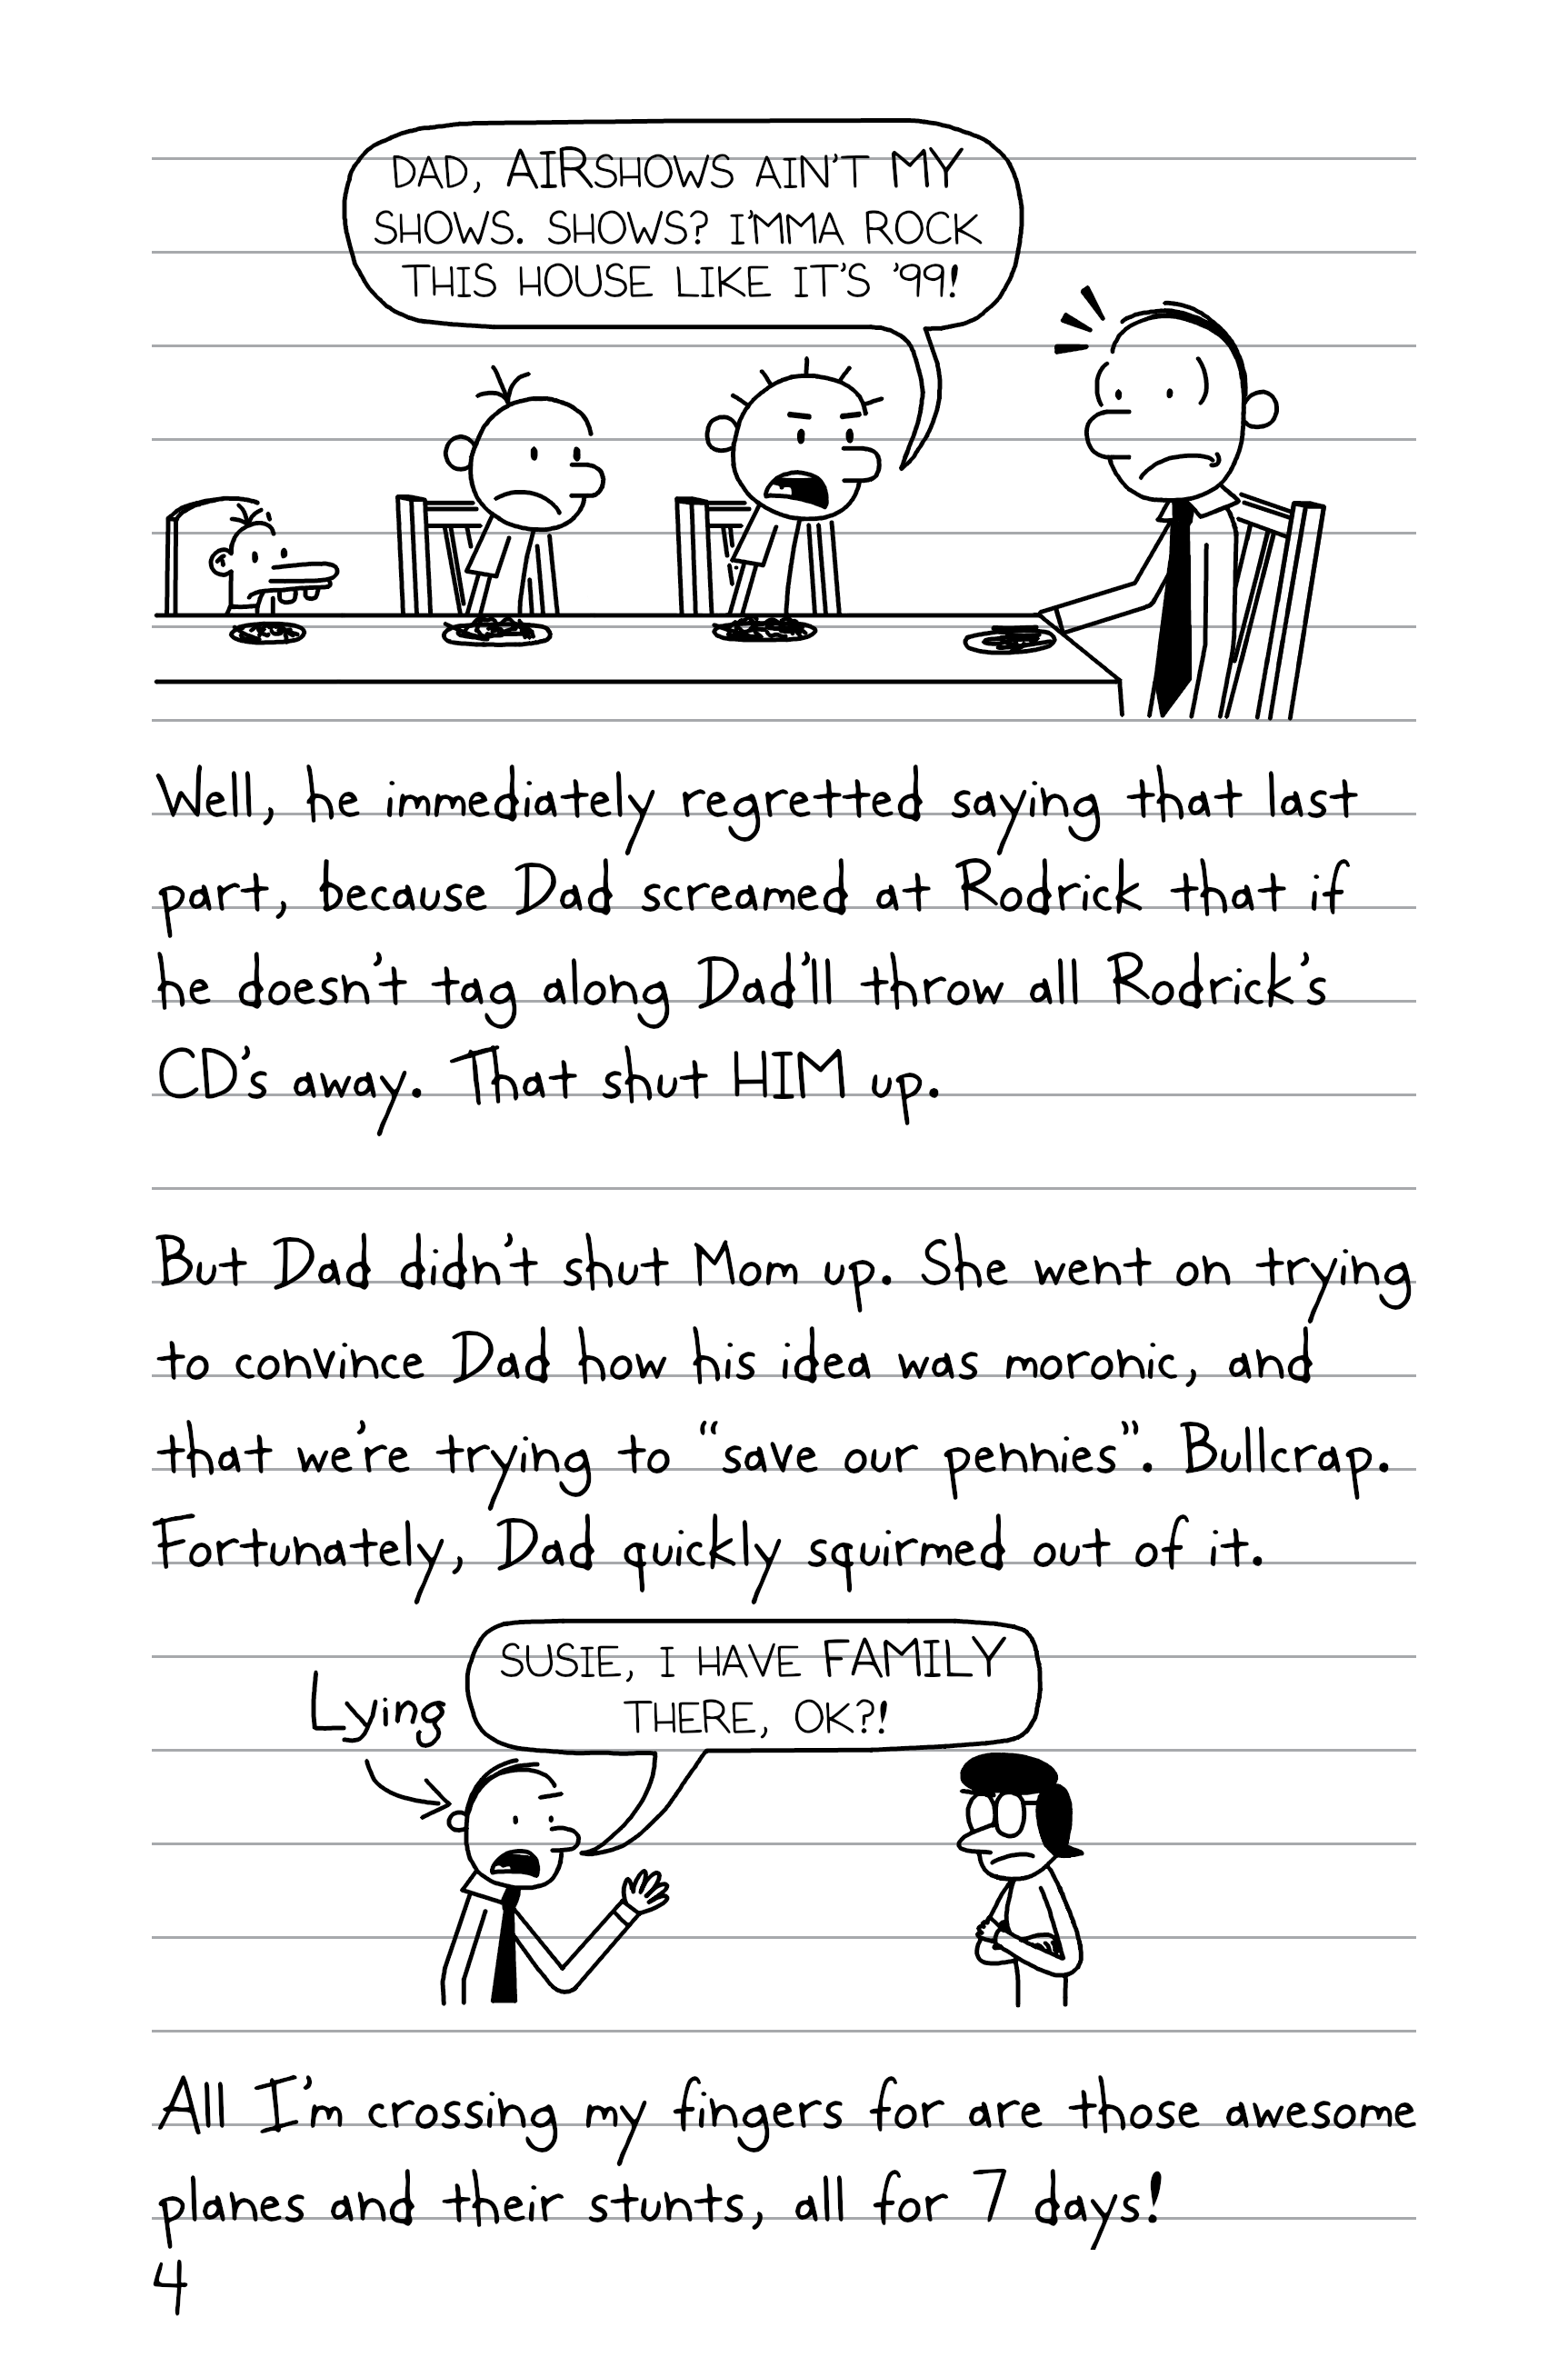 DAD, AIRSHOWS AIN'T MY
SHOWS. SHOWS? I'MMA ROCK
THIS HOUSE LIKE IT'S '99!
Well, he immediately regretted saying that last
part, because Dad screamed at Rodrick that if
he doesn't tag along Dad'll throw all Rodrick's
CD's away. That shut HIM up.
But Dad didn't shut Mom up. She went on trying
to convince Dad how his idea was moronic, and
that we're trying to “save our pennies”. Bullcrap.
Fortunately, Dad quickly squirmed out of it.
SUSIE, I HAVE FAMILY
THERE, OK?!
Lying
All I'm crossing my fingers for are those awesome
planes and their stunts, all for 7 days!
4